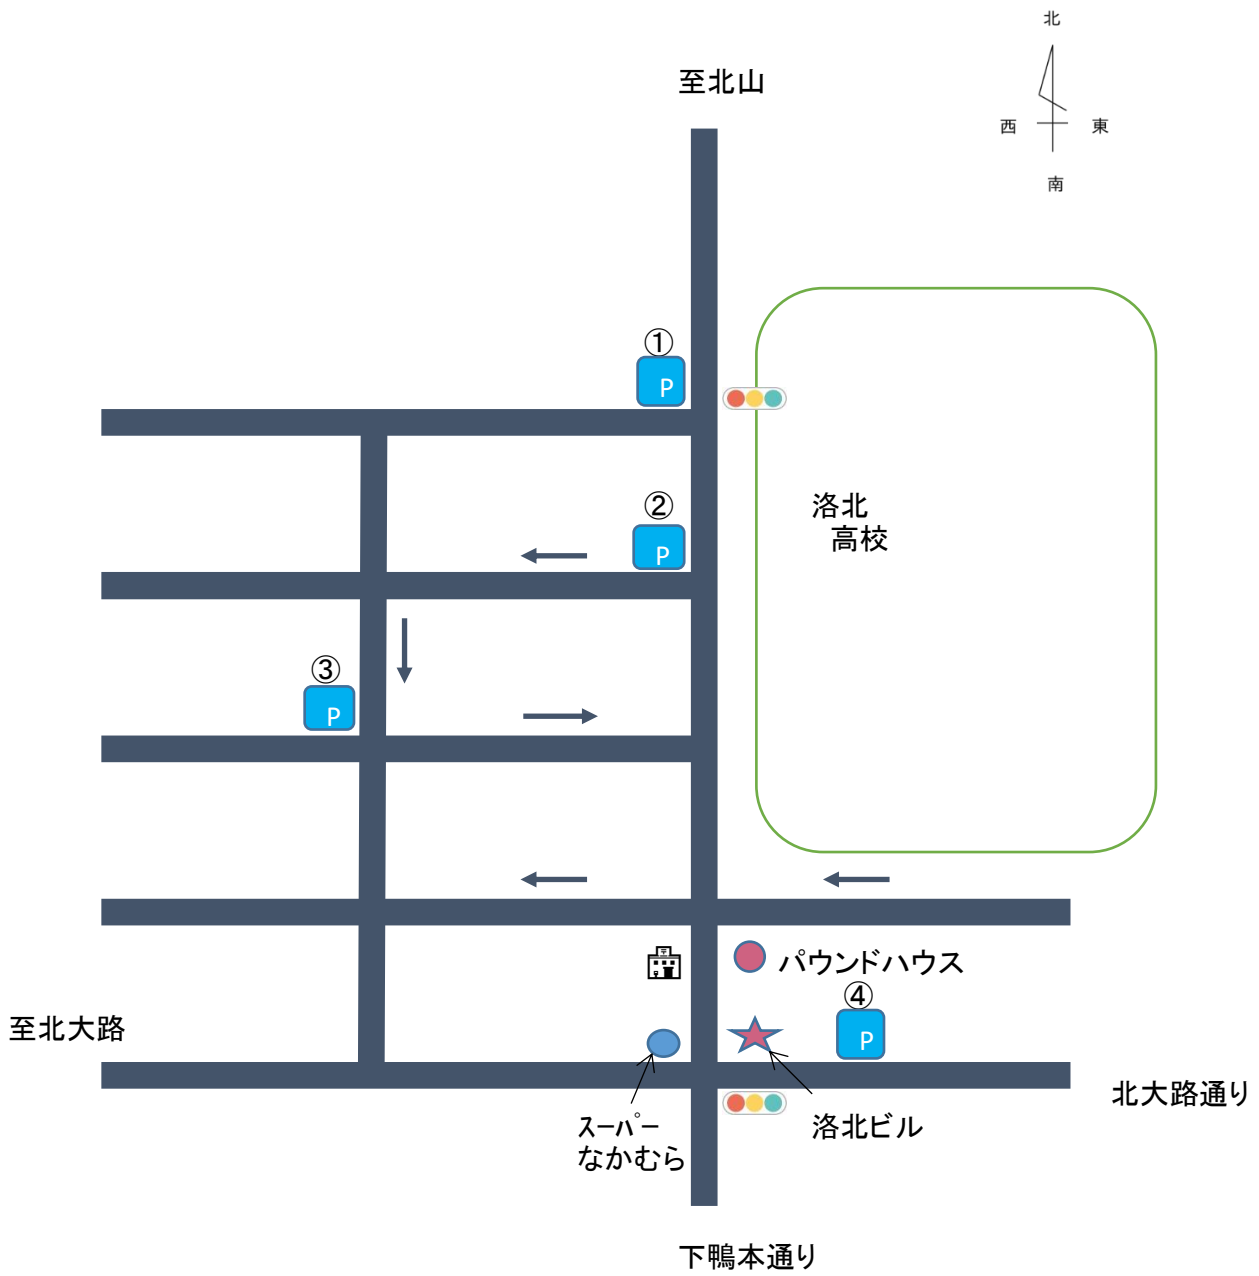 北
至北山
西
東
南
①
P
②
P
洛北
高校
③
P
パウンドハウス
④
P
至北大路
北大路通り
スーパー
なかむら
洛北ビル
下鴨本通り